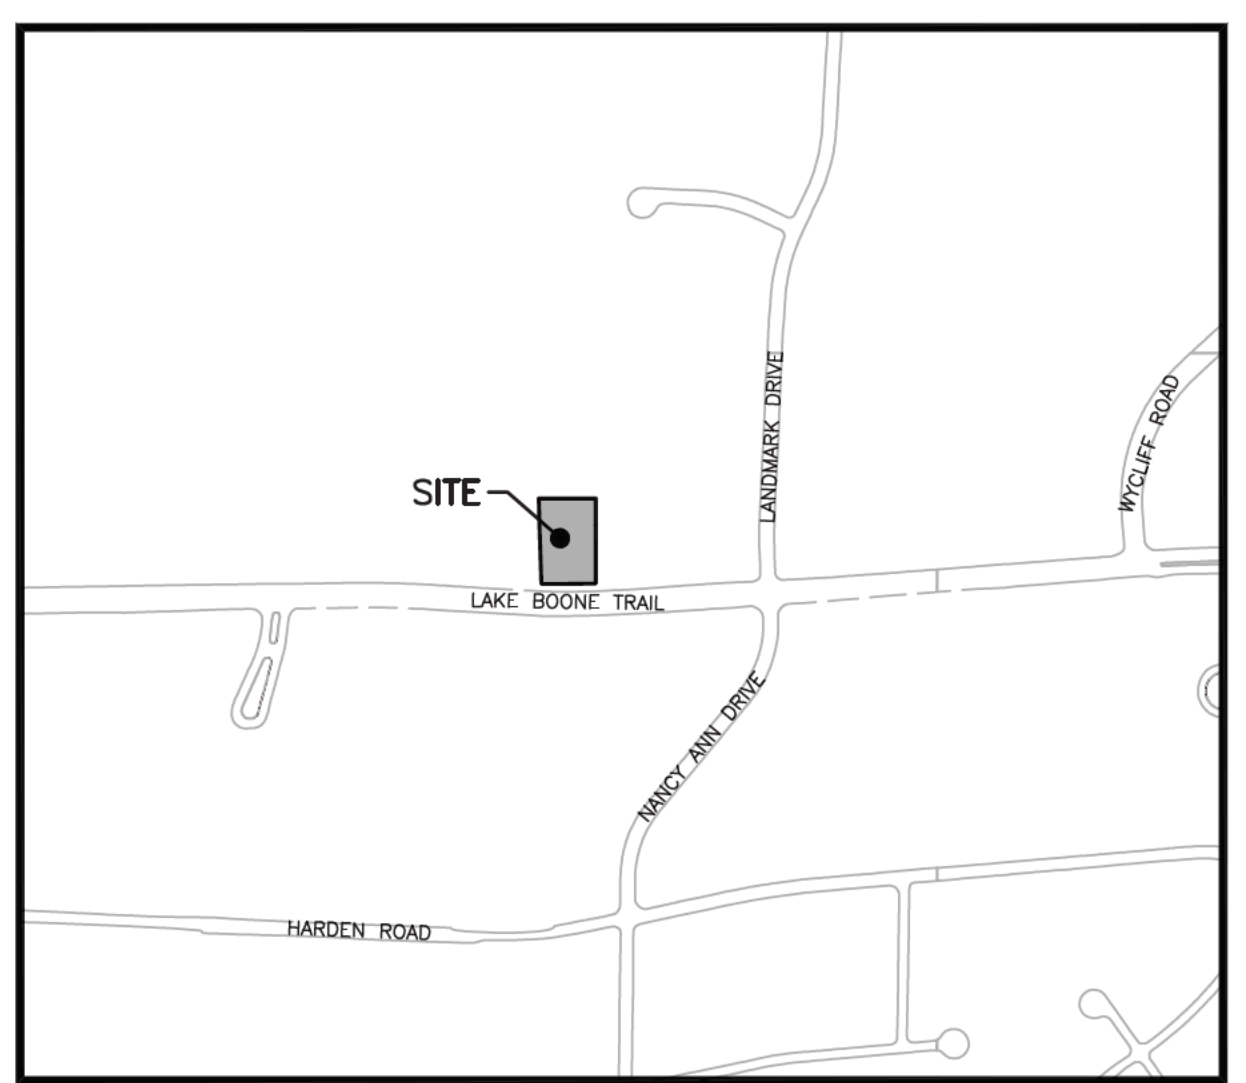 LANDMARK DRIVE
WYCLIFF ROAD
SITE
LAKE BOONE TRAIL
NANCY ANN DRIVE
HARDEN ROAD